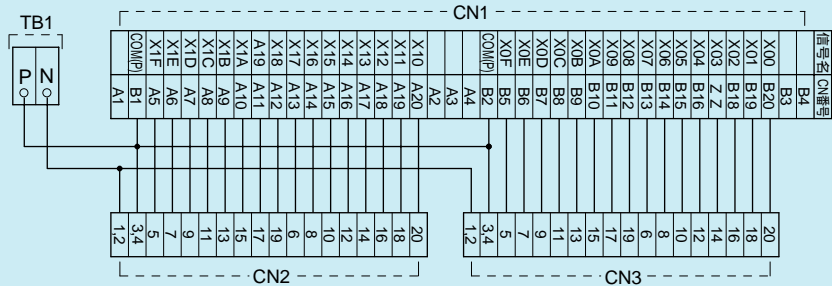 CN1
TB1
COM(P) X1F X1E X1D X1C X1B X1A A19 X18 X17 X16 X15 X14 X13 X12 X11 X10 COM(P) X0F X0E X0D X0C X0B X0A X09 X08 X07 X06 X05 X04 X03 X02 X01 X00 信号名
P N
A1 B1 A5 A6 A7 A8 A9 A10 A11 A12 A13 A14 A15 A16 A17 A18 A19 A20 A2 A3 A4 B2 B5 B6 B7 B8 B9 B10 B11 B12 B13 B14 B15 B16 Z Z B18 B19 B20 B3 B4 CN番号
1,2 3,4 5 7 9 11 13 15 17 19 6 8 10 12 14 16 18 20
1,2 3,4 5 7 9 11 13 15 17 19 6 8 10 12 14 16 18 20
CN2
CN3